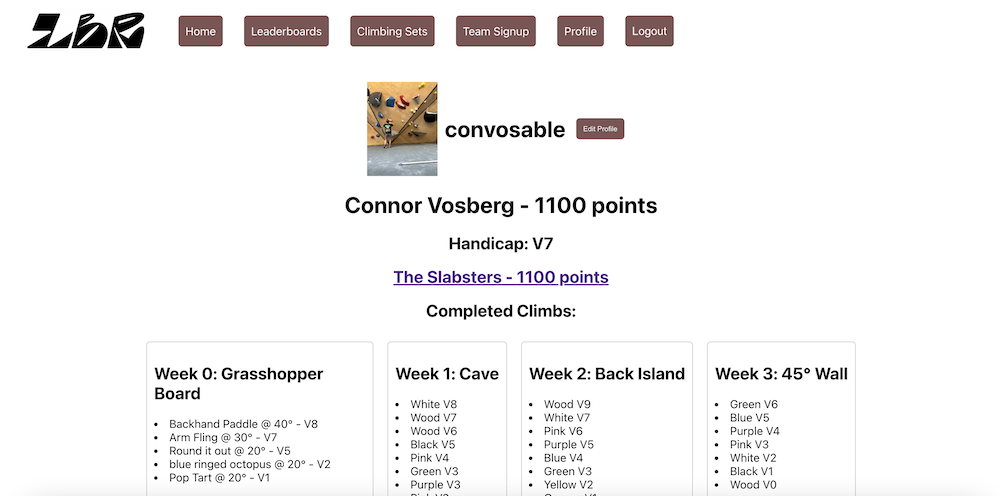 LBR
Home
Leaderboards
Climbing Sets
Team Signup
Profile
Logout
convosable
Edit Profile
Connor Vosberg - 1100 points
Handicap: V7
The Slabsters - 1100 points
Completed Climbs:
Week 0: Grasshopper
Board
• Backhand Paddle @ 40° - V8
• Arm Fling @ 30° - V7
• Round it out @ 20° - V5
• blue ringed octopus @ 20° - V2
• Pop Tart @ 20° - V1
Week 1: Cave
• White V8
• Wood V7
• Wood V6
• Black V5
• Pink V4
• Green V3
• Purple V3
Week 2: Back Island
• Wood V9
• White V7
• Pink V6
• Purple V5
• Blue V4
• Green V3
• Yellow V2
Week 3: 45° Wall
• Green V6
• Blue V5
• Purple V4
• Pink V3
• White V2
• Black V1
• Wood V0